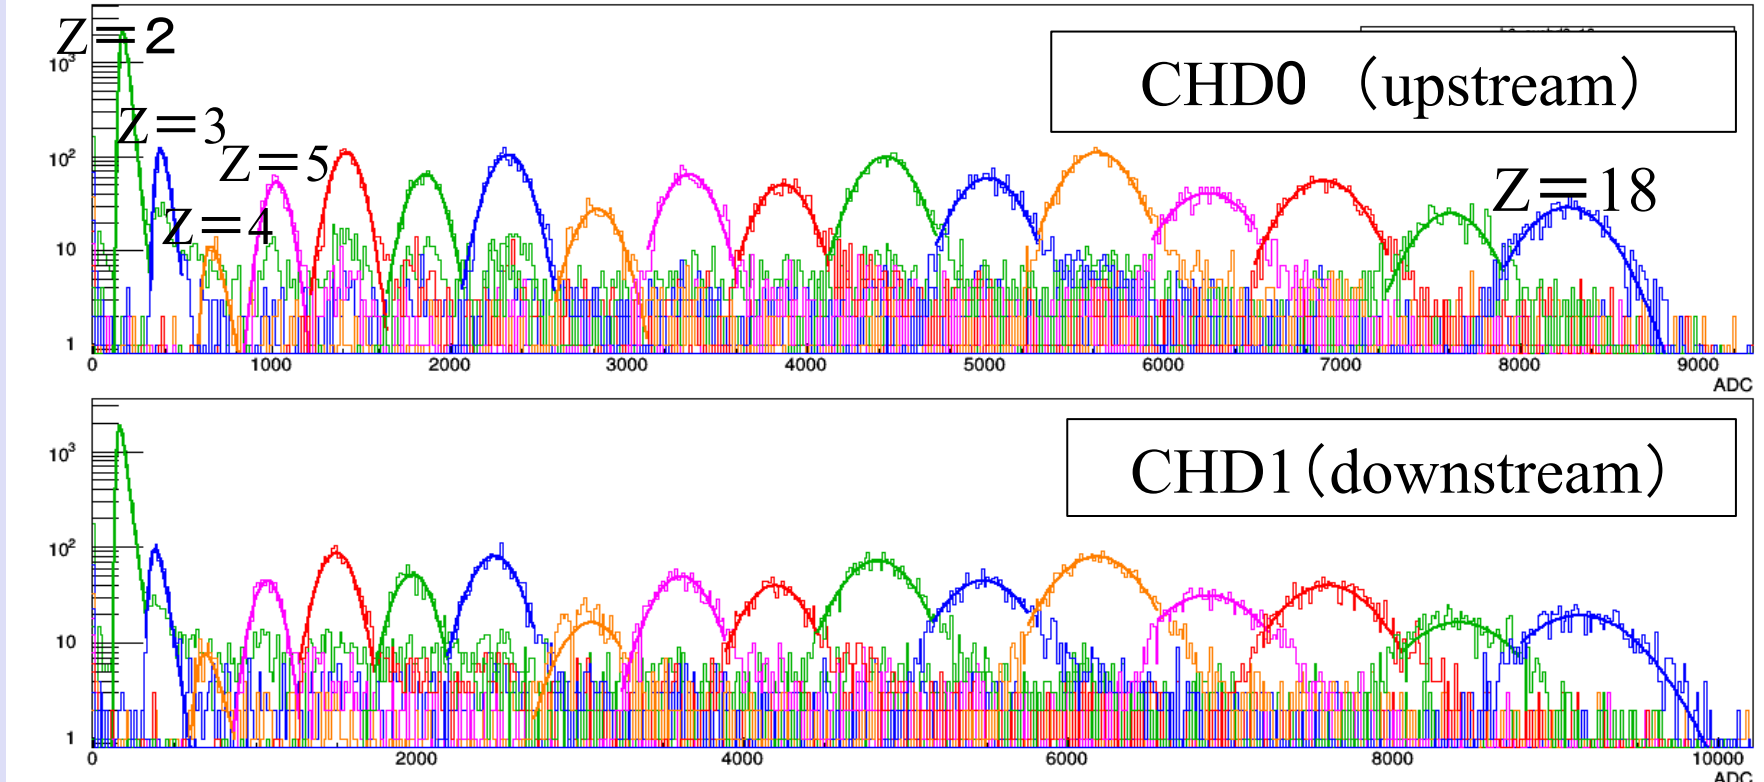 Z=2
10³
CHD0 （upstream）
Z=3
10²
Z=5
Z=18
Z=4
10
1
0 1000 2000 3000 4000 5000 6000 7000 8000 9000
ADC
10³
CHD1（downstream）
10²
10
1
0 2000 4000 6000 8000 10000
ADC